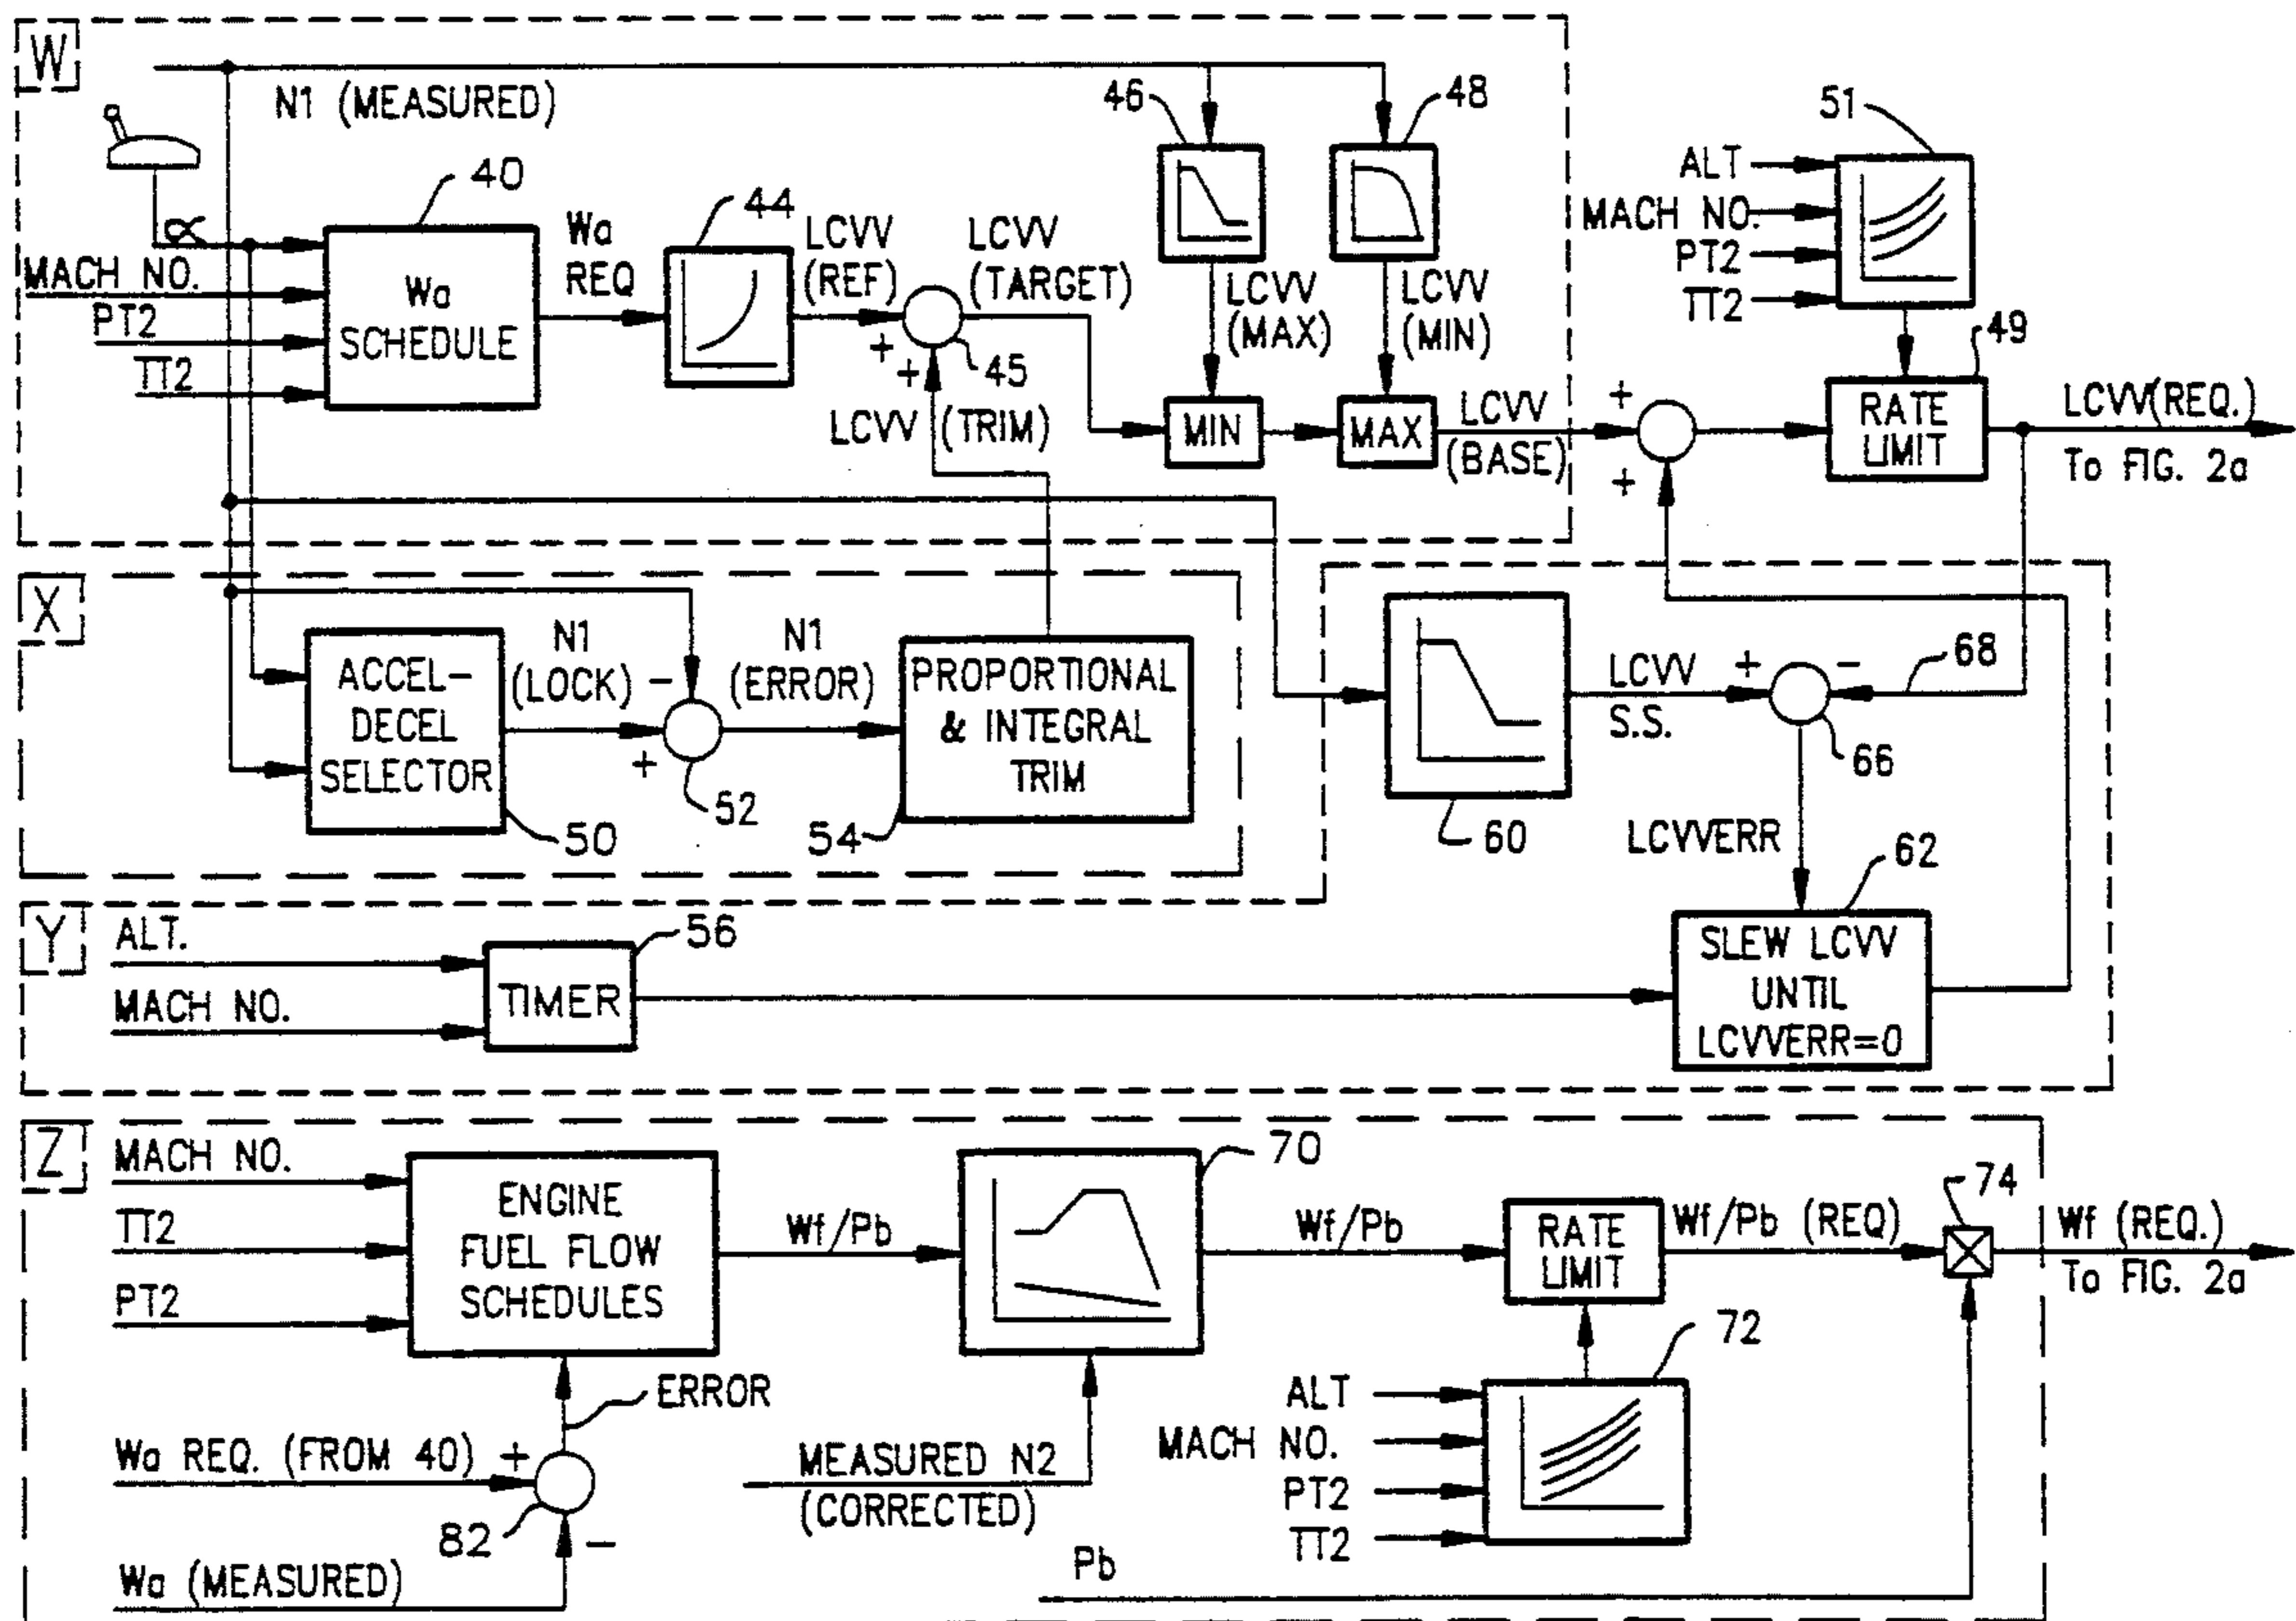 W
N1 (MEASURED)
46
48
51
ALT
MACH NO.
PT2
TT2
40
∝
MACH NO.
PT2
TT2
Wa
SCHEDULE
Wa
REQ
44
LCVV
(REF)
LCVV
(TARGET)
45
LCVV (TRIM)
LCVV
(MAX)
LCVV
(MIN)
MIN
MAX
LCVV
(BASE)
+
+
+
+
49
RATE
LIMIT
LCVV(REQ.)
To FIG. 2a
X
ACCEL-
DECEL
SELECTOR
50
N1
(LOCK)
-
+
52
N1
(ERROR)
PROPORTIONAL
& INTEGRAL
TRIM
54
60
LCVV
S.S.
+
-
68
66
LCVVERR
62
SLEW LCVV
UNTIL
LCVVERR=0
Y
ALT.
MACH NO.
56
TIMER
Z
MACH NO.
TT2
PT2
ENGINE
FUEL FLOW
SCHEDULES
Wf/Pb
70
Wf/Pb
RATE
LIMIT
Wf/Pb (REQ)
74
Wf (REQ.)
To FIG. 2a
72
ALT
MACH NO.
PT2
TT2
ERROR
Wa REQ. (FROM 40)
+
82
-
Wa (MEASURED)
MEASURED N2
(CORRECTED)
Pb